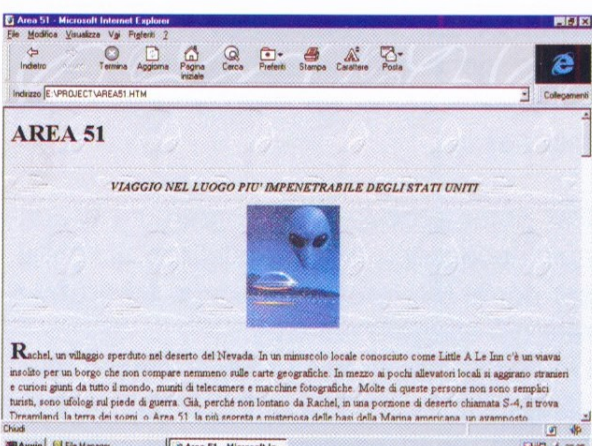 Area 51 - Microsoft Internet Explorer
File Modifica Visualizza Vai Preferiti ?
Indietro Termina Aggiorna Pagina iniziale Cerca Preferiti Stampa Carattere Posta
Indirizzo E:\PROJECT\AREA51.HTM Collegamenti
AREA 51
VIAGGIO NEL LUOGO PIU' IMPENETRABILE DEGLI STATI UNITI
Rachel, un villaggio sperduto nel deserto del Nevada. In un minuscolo locale conosciuto come Little A Le Inn c'è un viavai
insolito per un borgo che non compare nemmeno sulle carte geografiche. In mezzo ai pochi allevatori locali si aggirano stranieri
e curiosi giunti da tutto il mondo, muniti di telecamere e macchine fotografiche. Molte di queste persone non sono semplici
turisti, sono ufologi sul piede di guerra. Già, perché non lontano da Rachel, in una porzione di deserto chiamata S-4, si trova
Dreamland, la terra dei sogni, o Area 51, la più segreta e misteriosa delle basi della Marina americana, un avamposto
Chiudi
Avvio File Manager Area 51 - Microsoft In...